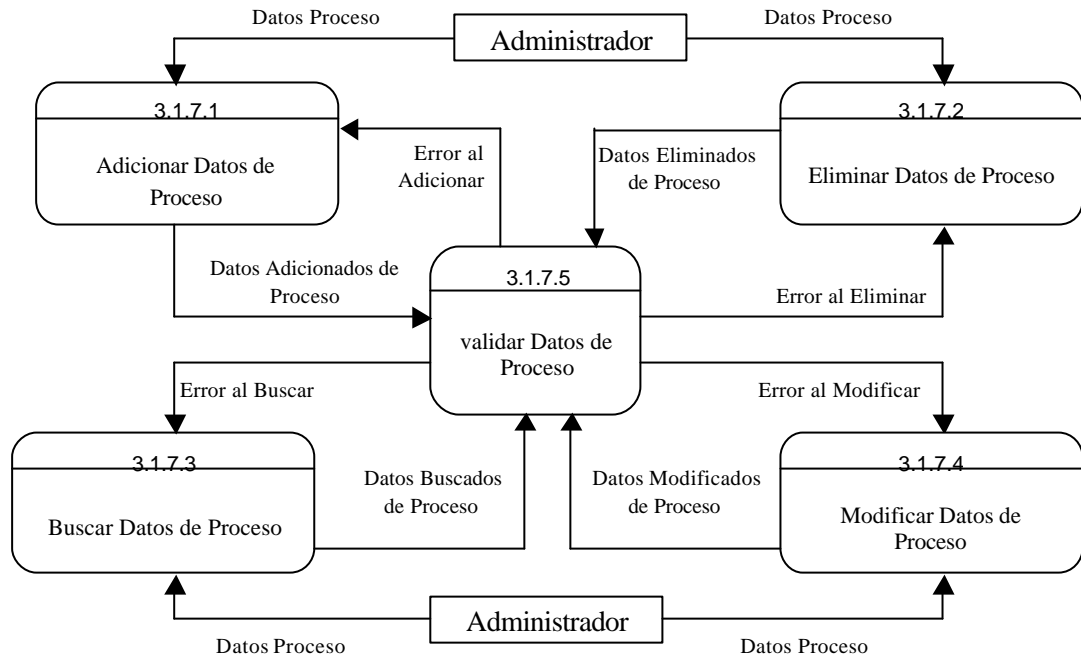 Datos Proceso
Administrador
Datos Proceso
3.1.7.1
Adicionar Datos de
Proceso
Error al
Adicionar
Datos Eliminados
de Proceso
3.1.7.2
Eliminar Datos de Proceso
Datos Adicionados de
Proceso
3.1.7.5
validar Datos de
Proceso
Error al Eliminar
Error al Buscar
Error al Modificar
3.1.7.3
Buscar Datos de Proceso
Datos Buscados
de Proceso
Datos Modificados
de Proceso
3.1.7.4
Modificar Datos de
Proceso
Datos Proceso
Administrador
Datos Proceso